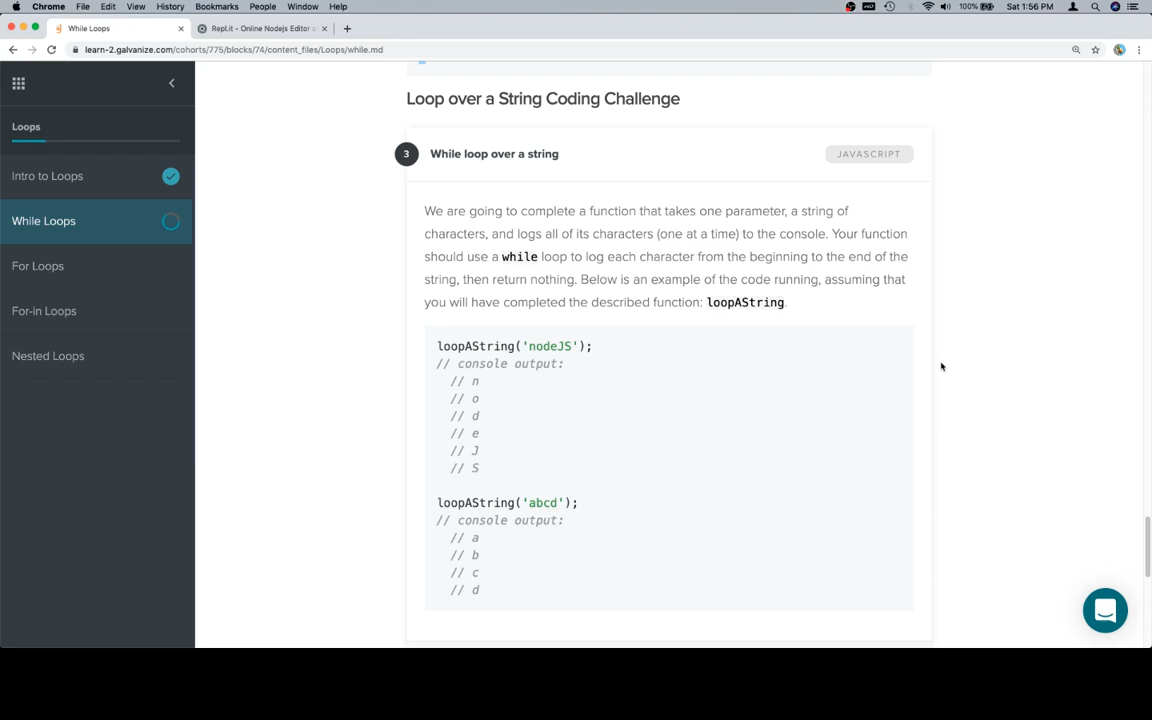 Chrome File Edit View History Bookmarks People Window Help 100% Sat 1:56 PM
While Loops × Repl.it - Online Nodejs Editor a × +
learn-2.galvanize.com/cohorts/775/blocks/74/content_files/Loops/while.md
Loops
Intro to Loops
While Loops
For Loops
For-in Loops
Nested Loops
Loop over a String Coding Challenge
3 While loop over a string JAVASCRIPT
We are going to complete a function that takes one parameter, a string of
characters, and logs all of its characters (one at a time) to the console. Your function
should use a while loop to log each character from the beginning to the end of the
string, then return nothing. Below is an example of the code running, assuming that
you will have completed the described function: loopAString.
loopAString('nodeJS');
// console output:
// n
// o
// d
// e
// J
// S
loopAString('abcd');
// console output:
// a
// b
// c
// d